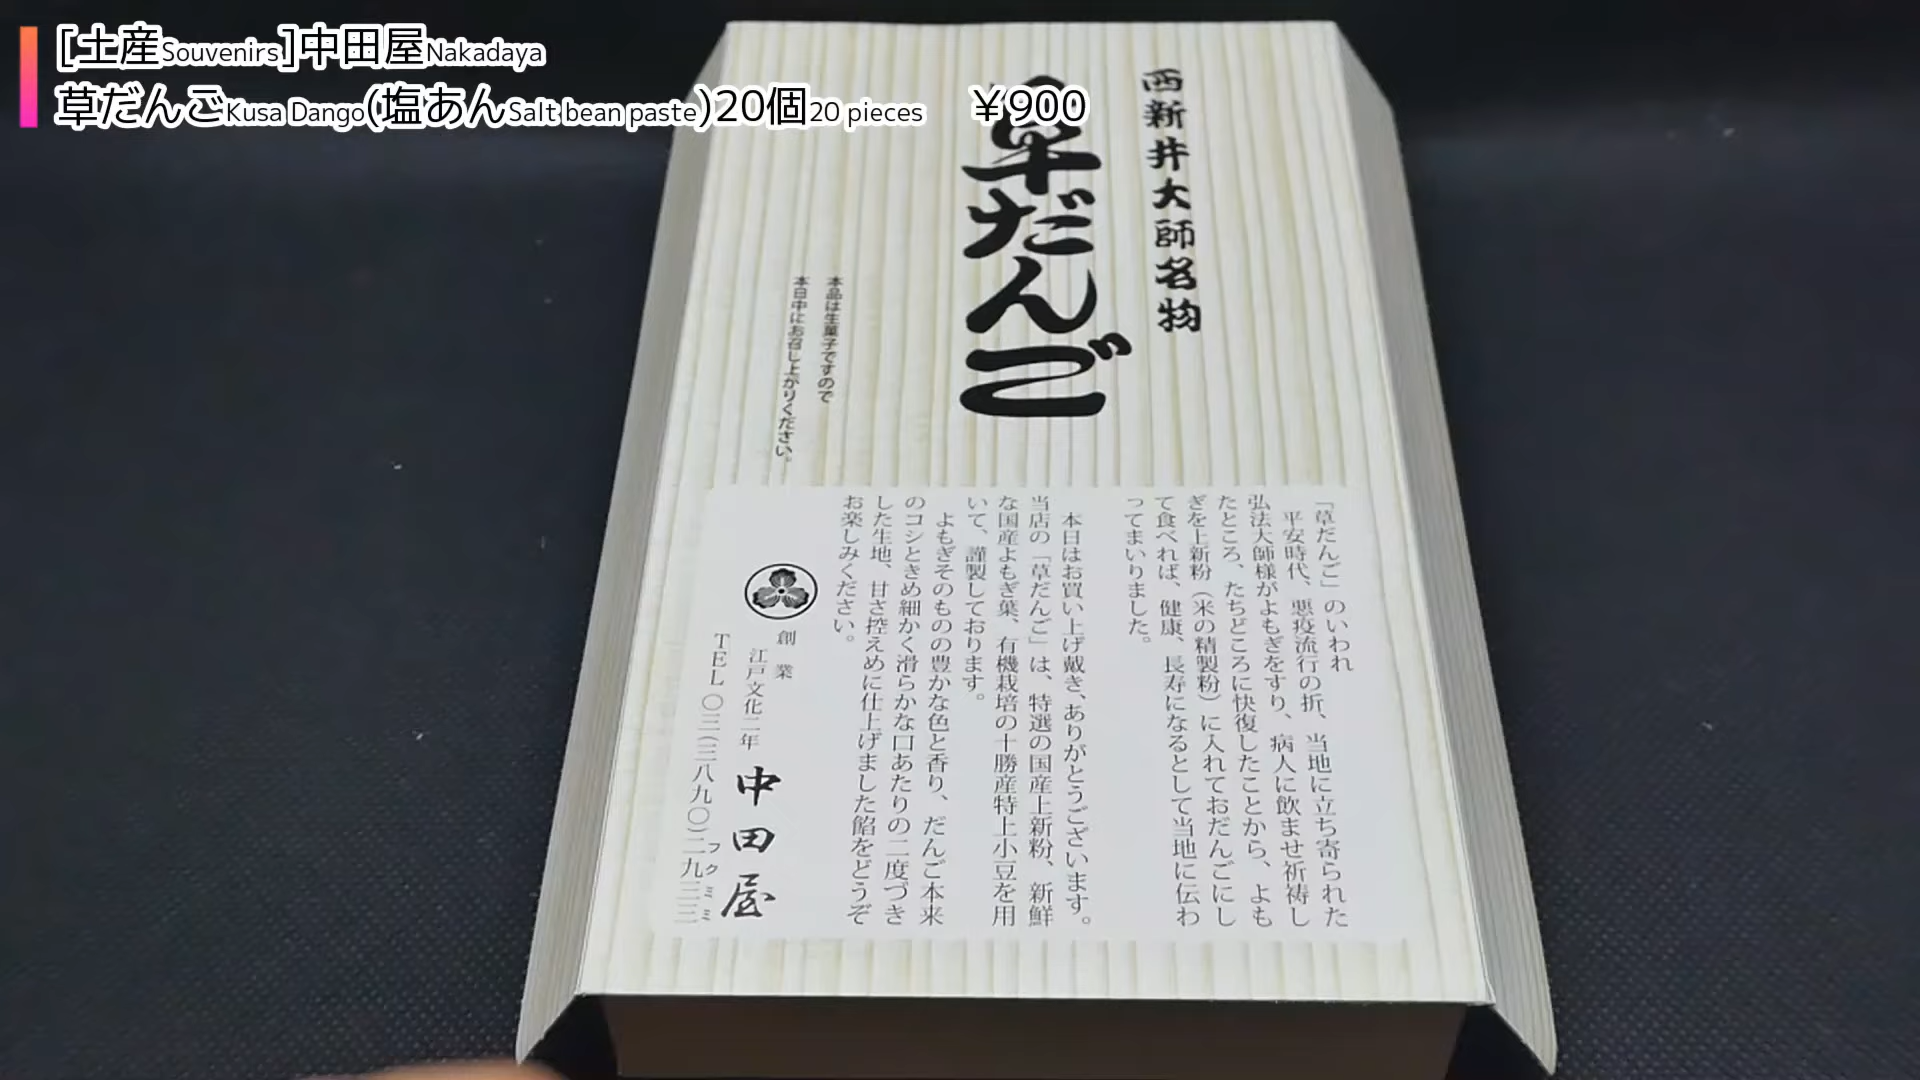 [土産Souvenirs]中田屋Nakadaya
草だんごKusa Dango(塩あんSalt bean paste)20個20 pieces ￥900
西新井大師名物
草だんご
本品は生菓子ですので
本日中にお召し上がりください。
「草だんご」のいわれ
平安時代、悪疫流行の折、当地に立ち寄られた
弘法大師様がよもぎをすり、病人に飲ませ祈祷し
たところ、たちどころに快復したことから、よも
ぎを上新粉（米の精製粉）に入れておだんごにし
て食べれば、健康、長寿になるとして当地に伝わ
ってまいりました。
本日はお買い上げ戴き、ありがとうございます。
当店の「草だんご」は、特選の国産上新粉、新鮮
な国産よもぎ葉、有機栽培の十勝産特上小豆を用
いて、謹製しております。
よもぎそのものの豊かな色と香り、だんご本来
のコシときめ細かく滑らかな口あたりの二度づき
した生地、甘さ控えめに仕上げました餡をどうぞ
お楽しみください。
創業
江戸文化二年
中田屋
TEL 〇三（三八九〇）二九三三
フクミミ